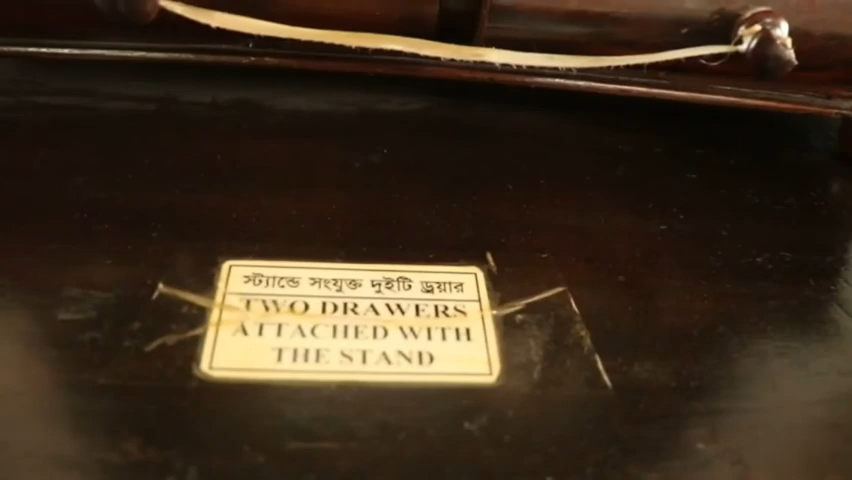 স্ট্যান্ডে সংযুক্ত দুইটি ড্রয়ার
TWO DRAWERS
ATTACHED WITH
THE STAND